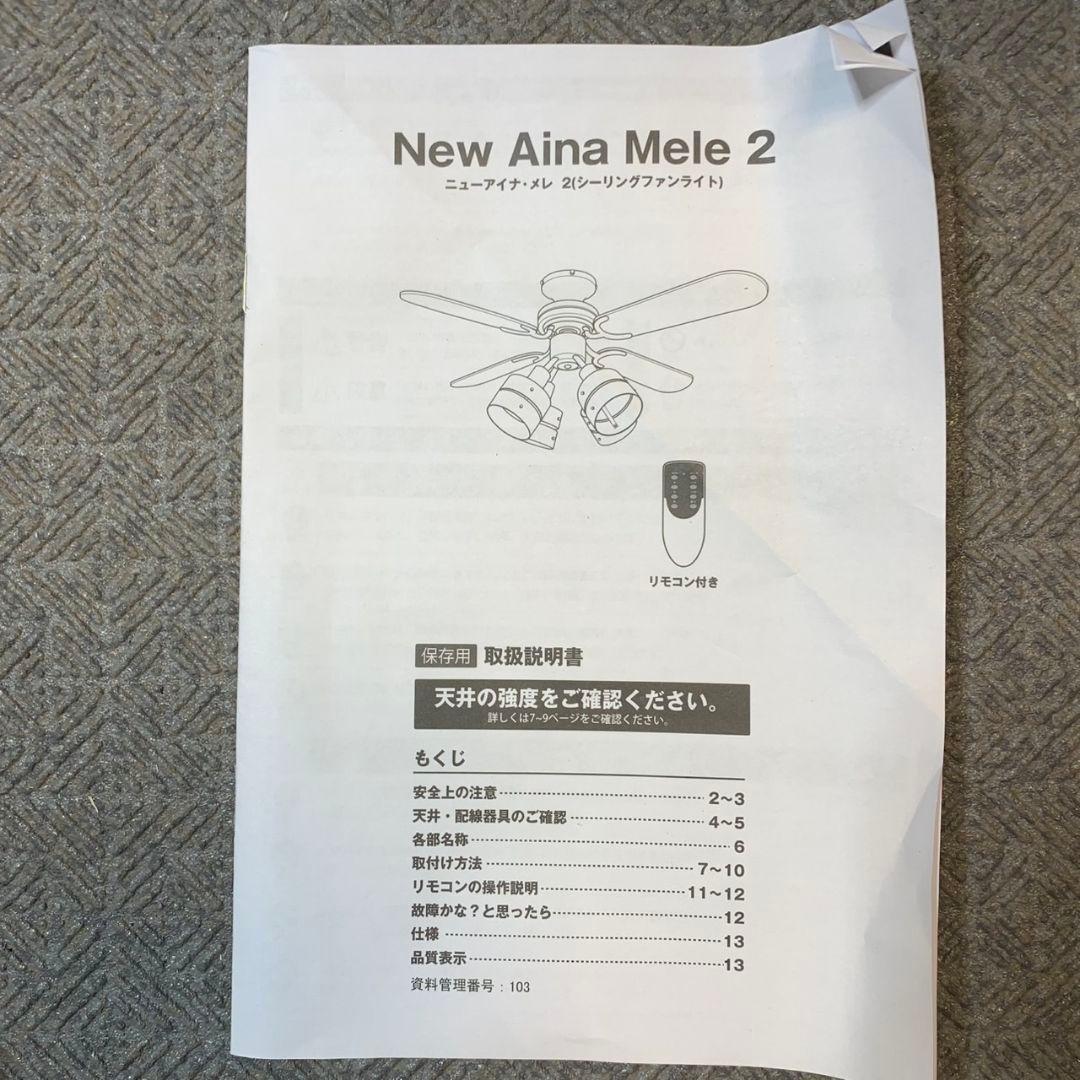 New Aina Mele 2
ニューアイナ・メレ 2(シーリングファンライト)
リモコン付き
保存用 取扱説明書
天井の強度をご確認ください。
詳しくは7~9ページをご確認ください。
もくじ
安全上の注意 2〜3
天井・配線器具のご確認 4〜5
各部名称 6
取付け方法 7〜10
リモコンの操作説明 11〜12
故障かな？と思ったら 12
仕様 13
品質表示 13
資料管理番号：103